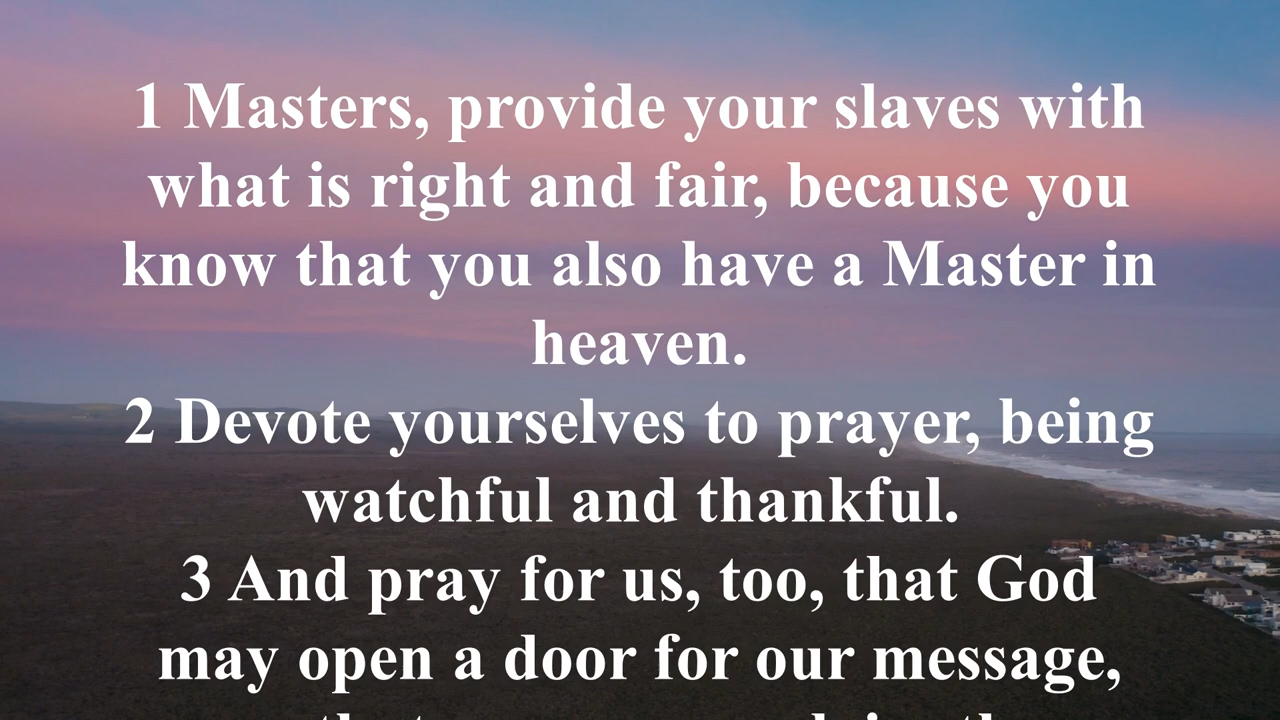 1 Masters, provide your slaves with
what is right and fair, because you
know that you also have a Master in
heaven.
2 Devote yourselves to prayer, being
watchful and thankful.
3 And pray for us, too, that God
may open a door for our message,